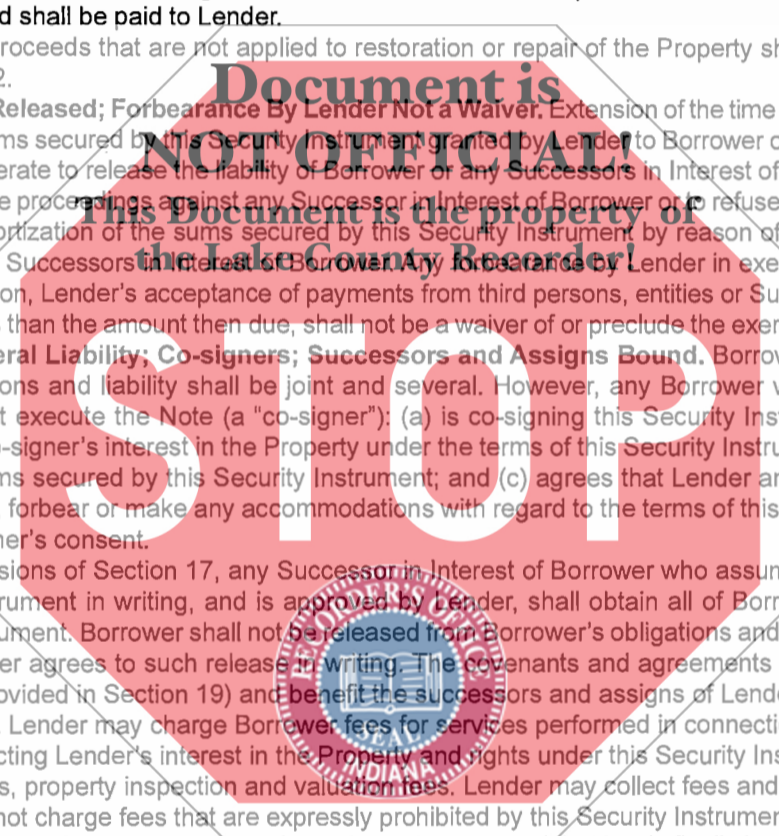 d shall be paid to Lender.
roceeds that are not applied to restoration or repair of the Property sh
2.
Document is
Released; Forbearance By Lender Not a Waiver. Extension of the time
NOT OFFICIAL!
ms secured by this Security Instrument granted by Lender to Borrower o
erate to release the liability of Borrower or any Successors in Interest of
This Document is the property of
e proceedings against any Successor in Interest of Borrower or to refuse
ortization of the sums secured by this Security Instrument by reason of
the Lake County Recorder!
Successors in Interest of Borrower. Any forbearance by Lender in exe
on, Lender's acceptance of payments from third persons, entities or Su
than the amount then due, shall not be a waiver of or preclude the exer
STOP
eral Liability; Co-signers; Successors and Assigns Bound. Borrow
ons and liability shall be joint and several. However, any Borrower w
t execute the Note (a "co-signer"): (a) is co-signing this Security Ins
-signer's interest in the Property under the terms of this Security Instru
ms secured by this Security Instrument; and (c) agrees that Lender an
forbear or make any accommodations with regard to the terms of this
er's consent.
sions of Section 17, any Successor in Interest of Borrower who assum
rument in writing, and is approved by Lender, shall obtain all of Borr
ument. Borrower shall not be released from Borrower's obligations and
er agrees to such release in writing. The covenants and agreements
ovided in Section 19) and benefit the successors and assigns of Lend
Lender may charge Borrower fees for services performed in connecti
cting Lender's interest in the Property and rights under this Security Ins
s, property inspection and valuation fees. Lender may collect fees and
not charge fees that are expressly prohibited by this Security Instrumen
RECORDER'S OFFICE
SEAL
INDIANA